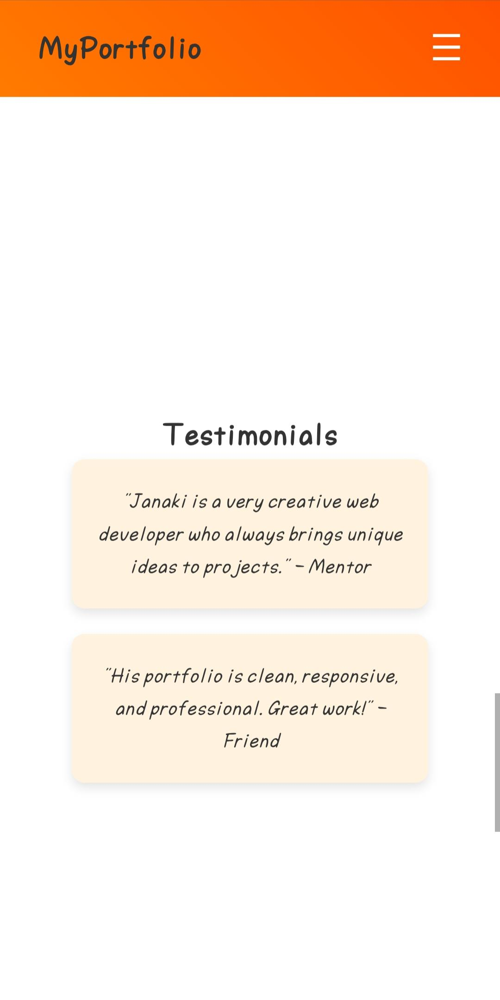 MyPortfolio
Testimonials
"Janaki is a very creative web
developer who always brings unique
ideas to projects." - Mentor
"His portfolio is clean, responsive,
and professional. Great work!" -
Friend